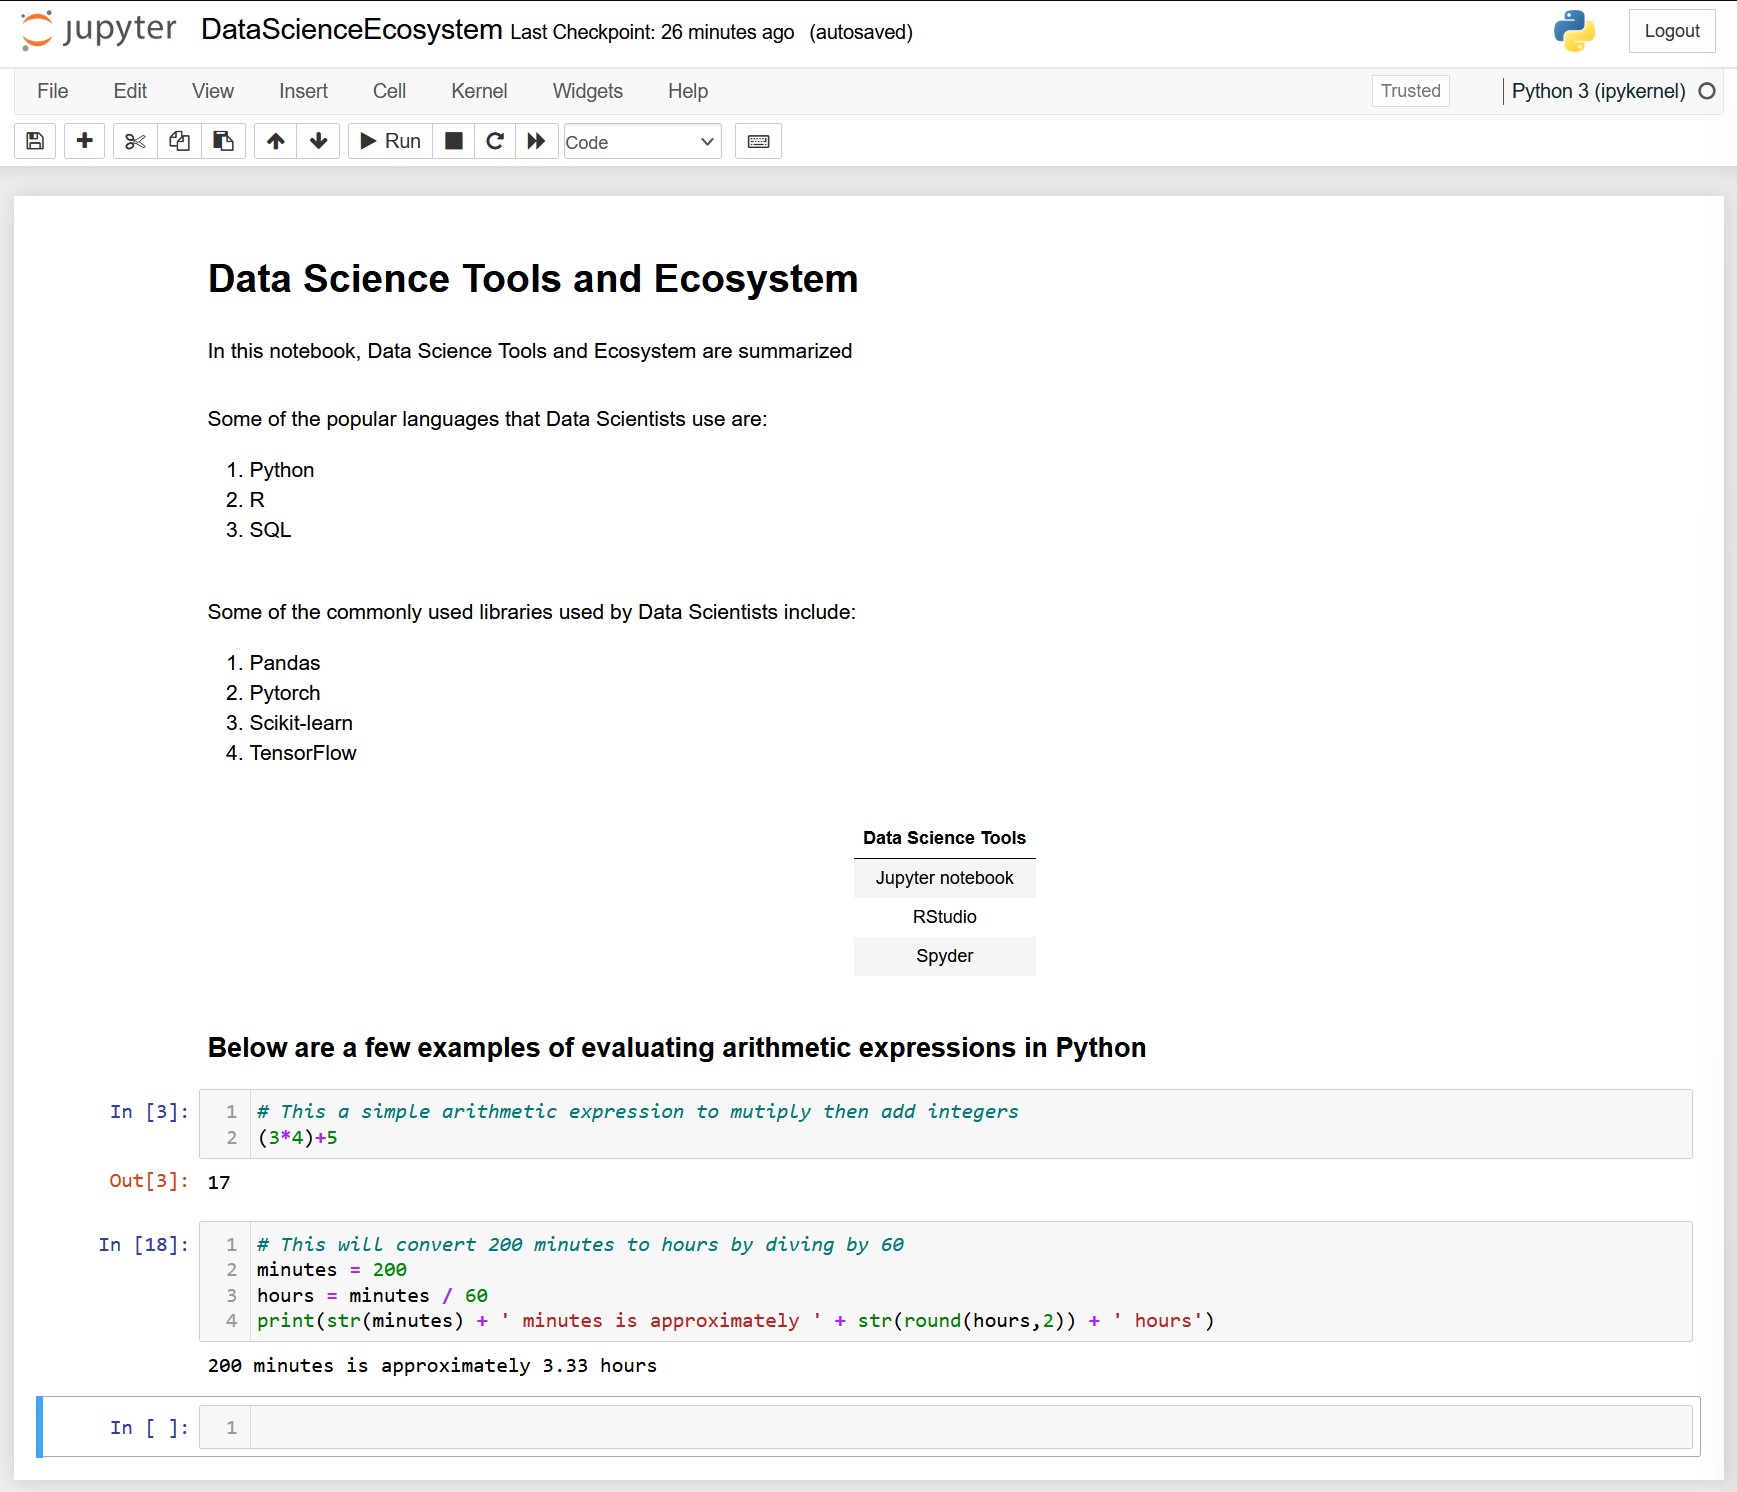 jupyter DataScienceEcosystem Last Checkpoint: 26 minutes ago (autosaved) Logout
File Edit View Insert Cell Kernel Widgets Help Trusted Python 3 (ipykernel)
Run Code
Data Science Tools and Ecosystem
In this notebook, Data Science Tools and Ecosystem are summarized
Some of the popular languages that Data Scientists use are:
1. Python
2. R
3. SQL
Some of the commonly used libraries used by Data Scientists include:
1. Pandas
2. Pytorch
3. Scikit-learn
4. TensorFlow
Data Science Tools
Jupyter notebook
RStudio
Spyder
Below are a few examples of evaluating arithmetic expressions in Python
In [3]: 1 # This a simple arithmetic expression to mutiply then add integers
2 (3*4)+5
Out[3]: 17
In [18]: 1 # This will convert 200 minutes to hours by diving by 60
2 minutes = 200
3 hours = minutes / 60
4 print(str(minutes) + ' minutes is approximately ' + str(round(hours,2)) + ' hours')
200 minutes is approximately 3.33 hours
In [ ]: 1